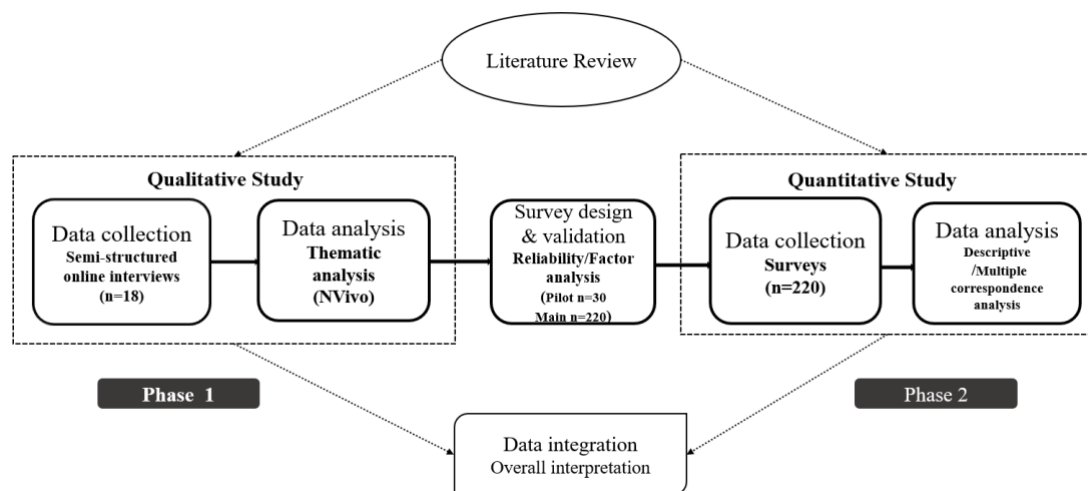 Literature Review
Qualitative Study
Data collection
Semi-structured
online interviews
(n=18)
Data analysis
Thematic
analysis
(NVivo)
Survey design
& validation
Reliability/Factor
analysis
(Pilot n=30
Main n=220)
Quantitative Study
Data collection
Surveys
(n=220)
Data analysis
Descriptive
/Multiple
correspondence
analysis
Phase 1
Phase 2
Data integration
Overall interpretation